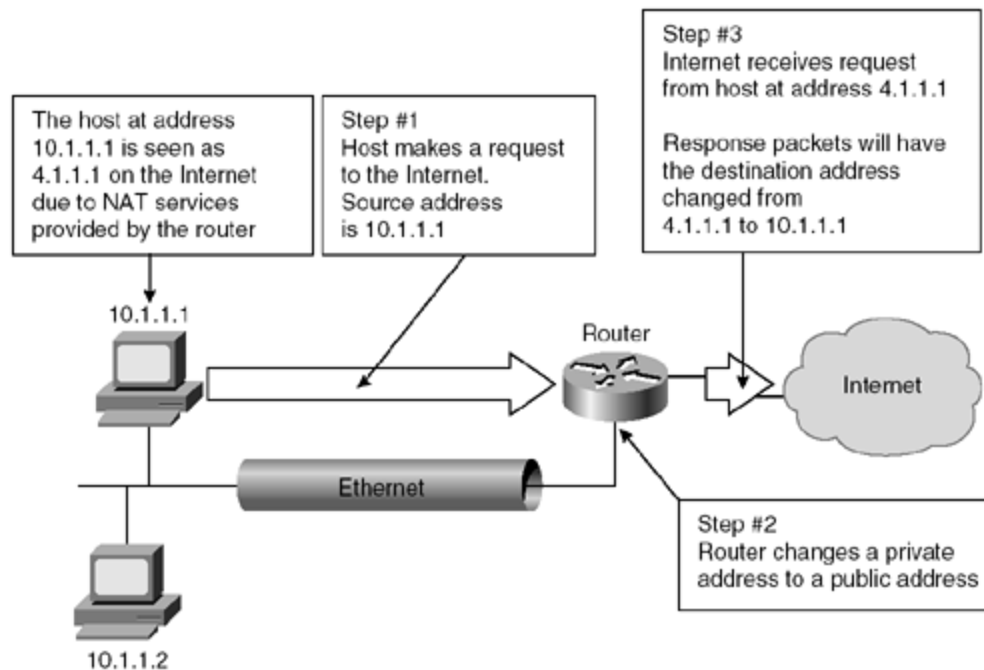 The host at address
10.1.1.1 is seen as
4.1.1.1 on the Internet
due to NAT services
provided by the router
Step #1
Host makes a request
to the Internet.
Source address
is 10.1.1.1
Step #3
Internet receives request
from host at address 4.1.1.1
Response packets will have
the destination address
changed from
4.1.1.1 to 10.1.1.1
10.1.1.1
Router
Internet
Ethernet
Step #2
Router changes a private
address to a public address
10.1.1.2